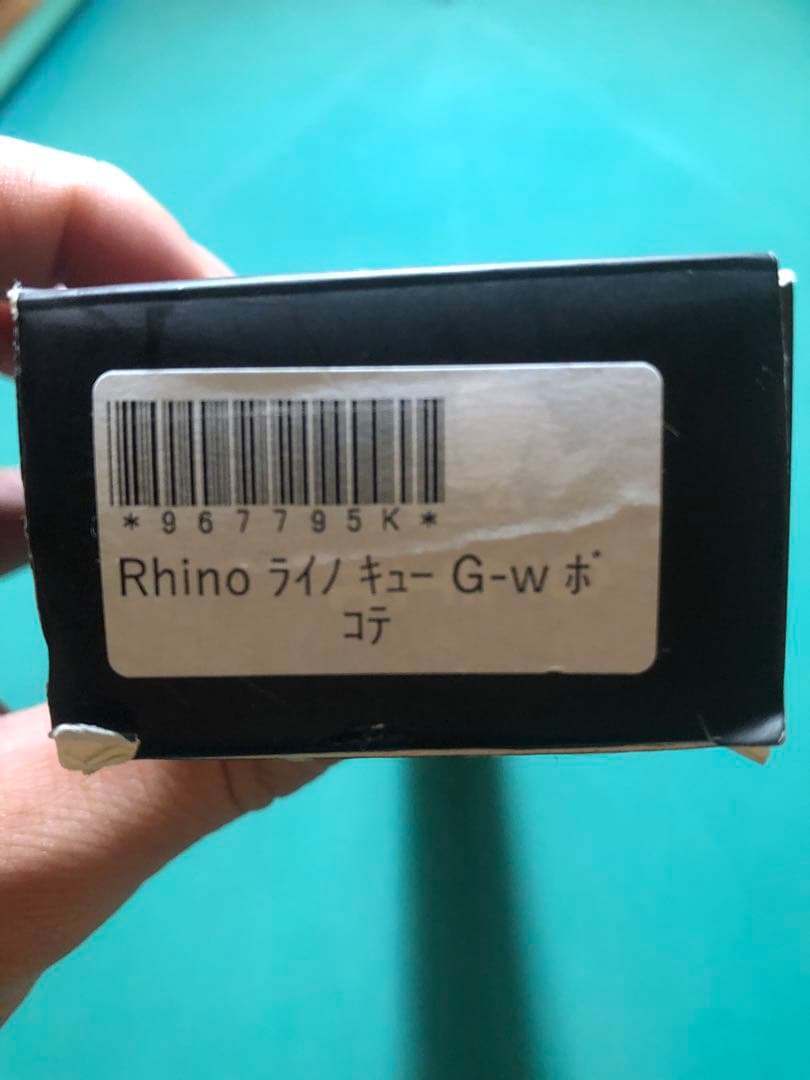 *967795K*
Rhino ﾗｲﾉ ｷｭｰ G-w ﾎﾞ
ｺﾃ